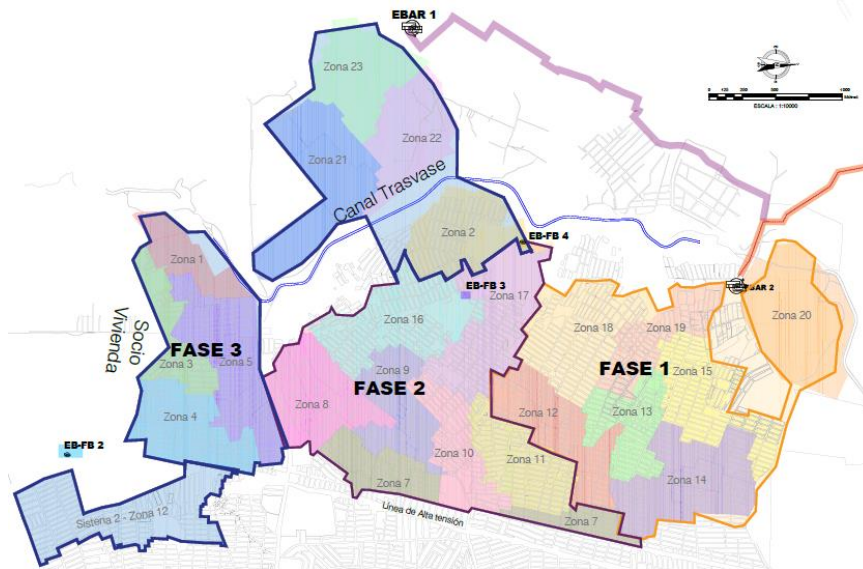 EBAR 1
Zona 23
ESCALA : 1:10000
Zona 22
Zona 21
Canal Trasvase
Zona 2
EB-FB 4
Zona 1
EB-FB 3
Zona 17
EBAR 2
Zona 20
Zona 16
Zona 18
Zona 19
Socio
Vivienda
FASE 3
Zona 3
Zona 5
Zona 9
FASE 2
FASE 1
Zona 15
Zona 8
Zona 12
Zona 13
Zona 4
EB-FB 2
Zona 10
Zona 11
Zona 14
Zona 7
Sistema 2 - Zona 12
Línea de Alta tensión
Zona 7